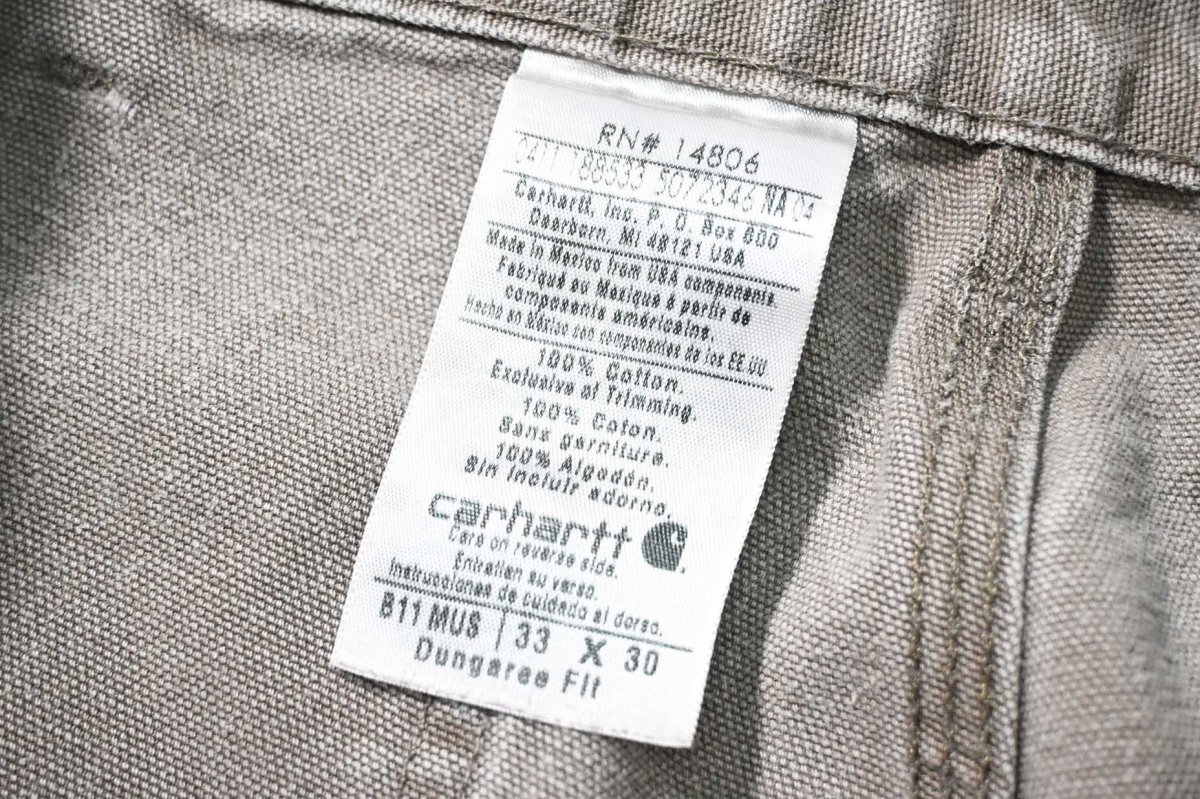 RN# 14806
0411 188533 5072346 NA 04
Carhartt, Inc. P. O. Box 600
Dearborn, MI 48121 USA
Made in Mexico from USA components.
Fabriqué au Mexique à partir de
composants américains.
Hecho en México con componentes de los EE.UU
100% Cotton.
Exclusive of Trimming.
100% Coton.
Sans garniture.
100% Algodón.
Sin incluir adorno.
carhartt
Care on reverse side.
Entretien au verso.
Instrucciones de cuidado al dorso.
B11 MUS | 33 X 30
Dungaree Fit